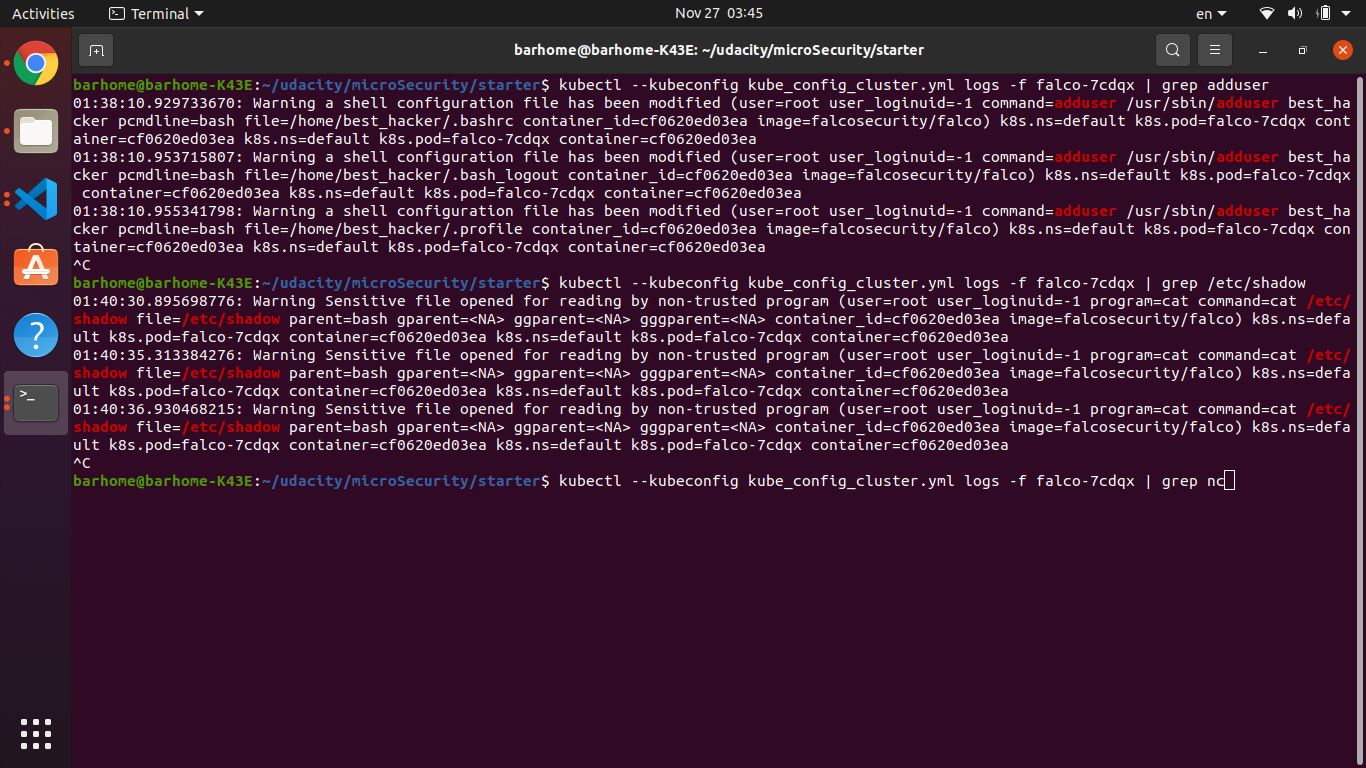 Activities
Terminal
Nov 27 03:45
en
barhome@barhome-K43E: ~/udacity/microSecurity/starter
barhome@barhome-K43E:~/udacity/microSecurity/starter$ kubectl --kubeconfig kube_config_cluster.yml logs -f falco-7cdqx | grep adduser
01:38:10.929733670: Warning a shell configuration file has been modified (user=root user_loginuid=-1 command=adduser /usr/sbin/adduser best_ha
cker pcmdline=bash file=/home/best_hacker/.bashrc container_id=cf0620ed03ea image=falcosecurity/falco) k8s.ns=default k8s.pod=falco-7cdqx cont
ainer=cf0620ed03ea k8s.ns=default k8s.pod=falco-7cdqx container=cf0620ed03ea
01:38:10.953715807: Warning a shell configuration file has been modified (user=root user_loginuid=-1 command=adduser /usr/sbin/adduser best_ha
cker pcmdline=bash file=/home/best_hacker/.bash_logout container_id=cf0620ed03ea image=falcosecurity/falco) k8s.ns=default k8s.pod=falco-7cdqx
 container=cf0620ed03ea k8s.ns=default k8s.pod=falco-7cdqx container=cf0620ed03ea
01:38:10.955341798: Warning a shell configuration file has been modified (user=root user_loginuid=-1 command=adduser /usr/sbin/adduser best_ha
cker pcmdline=bash file=/home/best_hacker/.profile container_id=cf0620ed03ea image=falcosecurity/falco) k8s.ns=default k8s.pod=falco-7cdqx con
tainer=cf0620ed03ea k8s.ns=default k8s.pod=falco-7cdqx container=cf0620ed03ea
^C
barhome@barhome-K43E:~/udacity/microSecurity/starter$ kubectl --kubeconfig kube_config_cluster.yml logs -f falco-7cdqx | grep /etc/shadow
01:40:30.895698776: Warning Sensitive file opened for reading by non-trusted program (user=root user_loginuid=-1 program=cat command=cat /etc/
shadow file=/etc/shadow parent=bash gparent=<NA> ggparent=<NA> gggparent=<NA> container_id=cf0620ed03ea image=falcosecurity/falco) k8s.ns=defa
ult k8s.pod=falco-7cdqx container=cf0620ed03ea k8s.ns=default k8s.pod=falco-7cdqx container=cf0620ed03ea
01:40:35.313384276: Warning Sensitive file opened for reading by non-trusted program (user=root user_loginuid=-1 program=cat command=cat /etc/
shadow file=/etc/shadow parent=bash gparent=<NA> ggparent=<NA> gggparent=<NA> container_id=cf0620ed03ea image=falcosecurity/falco) k8s.ns=defa
ult k8s.pod=falco-7cdqx container=cf0620ed03ea k8s.ns=default k8s.pod=falco-7cdqx container=cf0620ed03ea
01:40:36.930468215: Warning Sensitive file opened for reading by non-trusted program (user=root user_loginuid=-1 program=cat command=cat /etc/
shadow file=/etc/shadow parent=bash gparent=<NA> ggparent=<NA> gggparent=<NA> container_id=cf0620ed03ea image=falcosecurity/falco) k8s.ns=defa
ult k8s.pod=falco-7cdqx container=cf0620ed03ea k8s.ns=default k8s.pod=falco-7cdqx container=cf0620ed03ea
^C
barhome@barhome-K43E:~/udacity/microSecurity/starter$ kubectl --kubeconfig kube_config_cluster.yml logs -f falco-7cdqx | grep nc